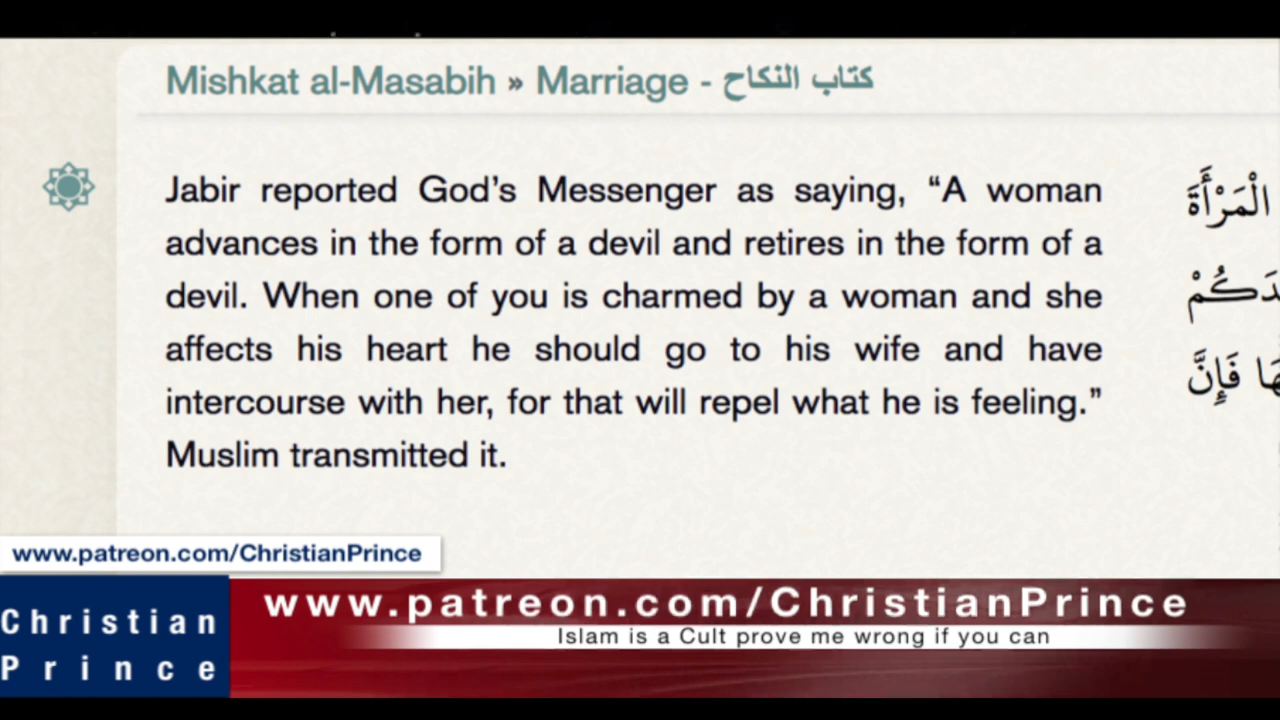 Mishkat al-Masabih » Marriage - كتاب النكاح
Jabir reported God’s Messenger as saying, “A woman
advances in the form of a devil and retires in the form of a
devil. When one of you is charmed by a woman and she
affects his heart he should go to his wife and have
intercourse with her, for that will repel what he is feeling.”
Muslim transmitted it.
الْمَرْأَةَ
فَإِنَّ
www.patreon.com/ChristianPrince
Christian
Prince
www.patreon.com/ChristianPrince
Islam is a Cult prove me wrong if you can